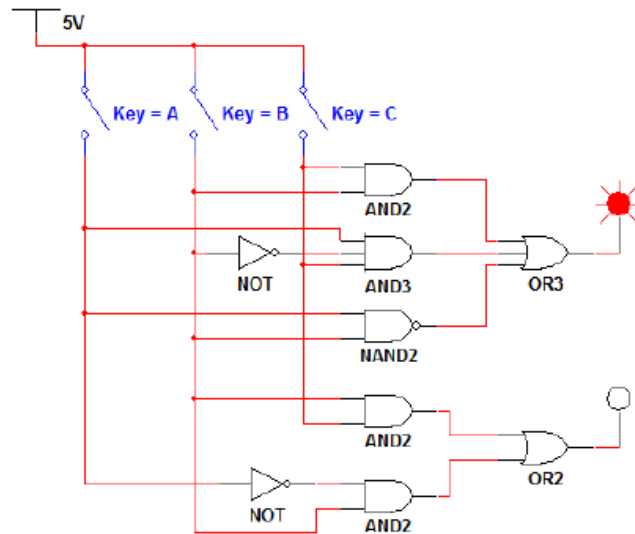 5V
Key = A Key = B Key = C
AND2
NOT AND3 OR3
NAND2
AND2
NOT AND2 OR2